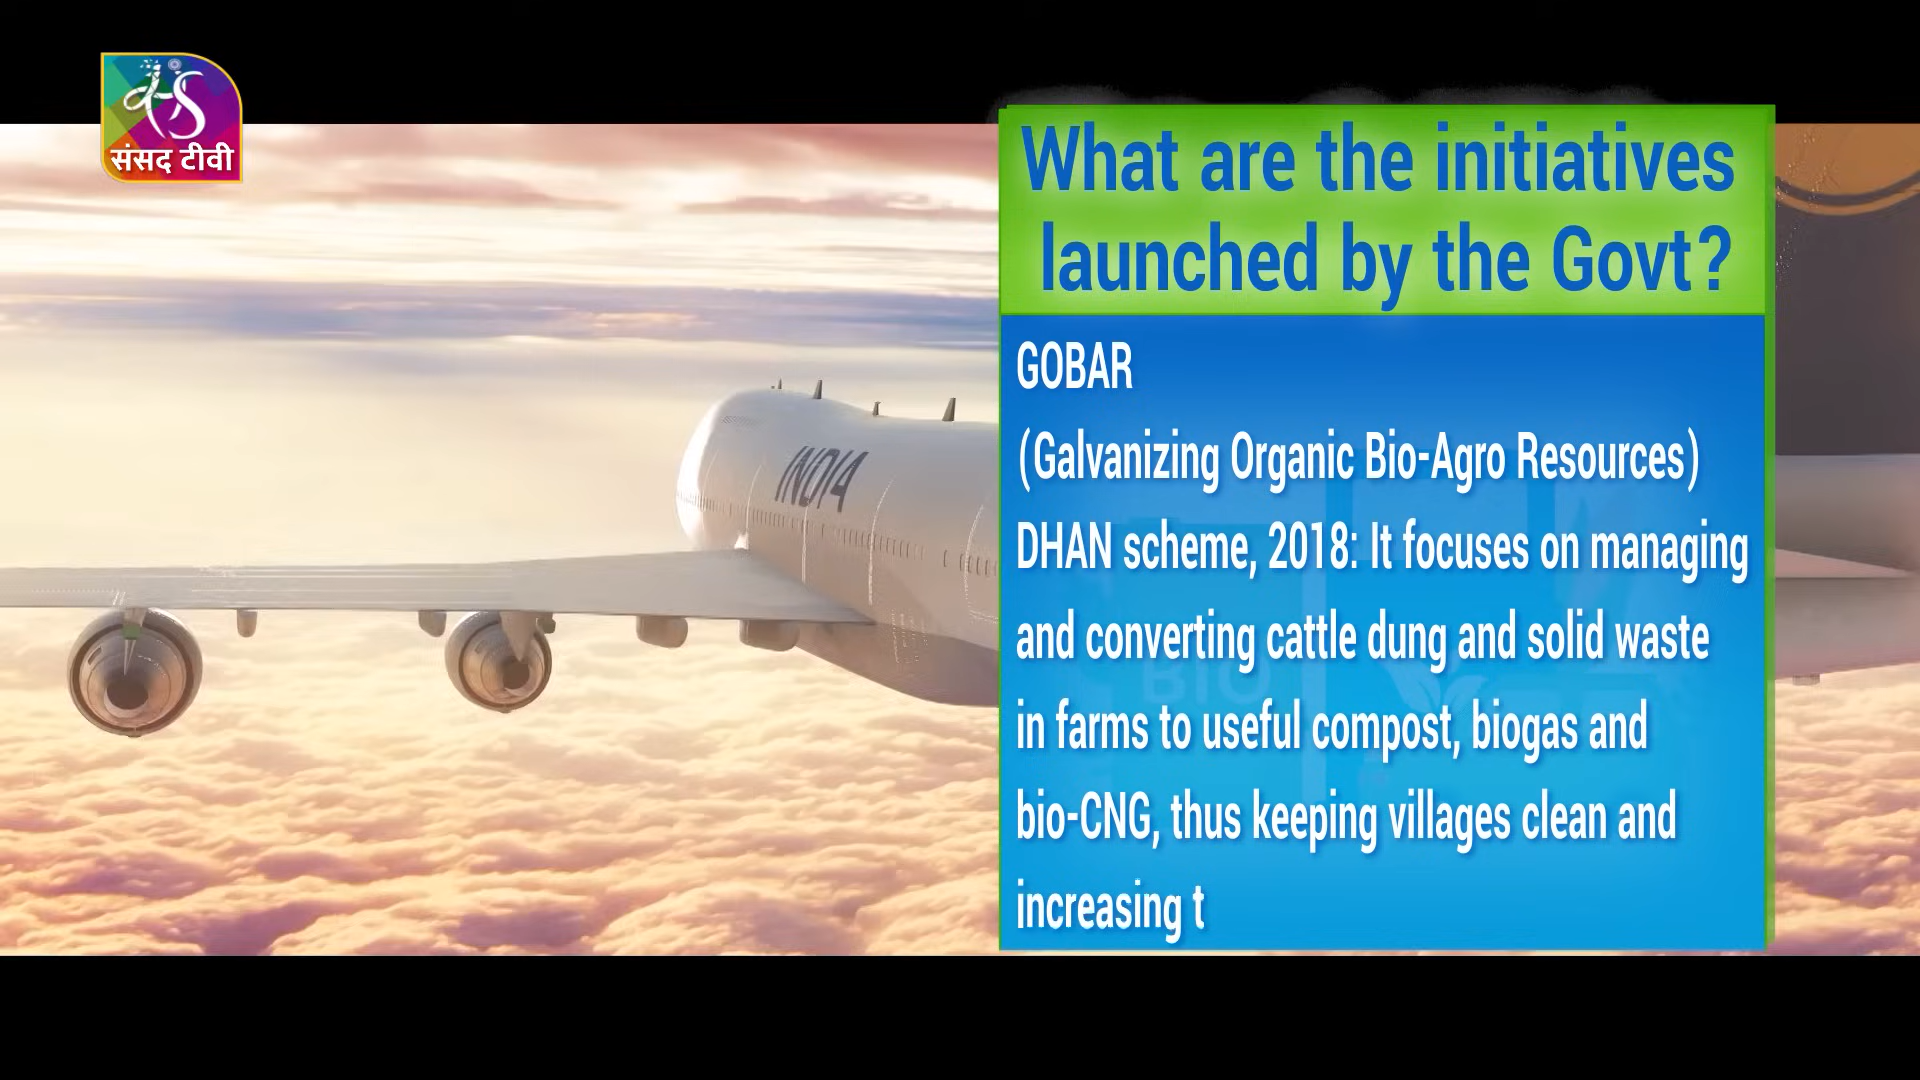 संसद टीवी
What are the initiatives
launched by the Govt?
GOBAR
(Galvanizing Organic Bio-Agro Resources)
DHAN scheme, 2018: It focuses on managing
and converting cattle dung and solid waste
in farms to useful compost, biogas and
bio-CNG, thus keeping villages clean and
increasing t
INDIA
BIO